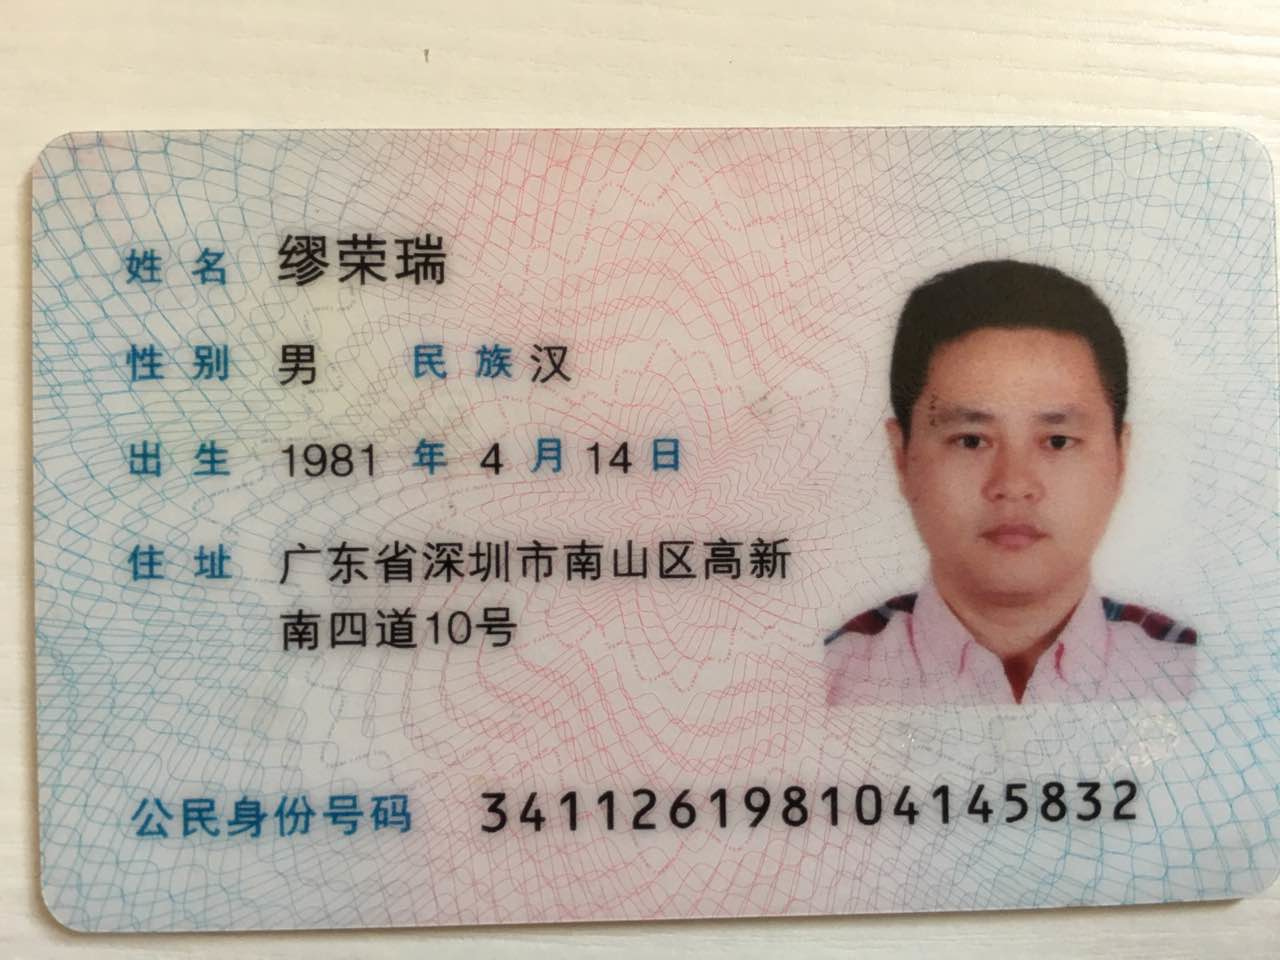 姓名 缪荣瑞
性别 男 民族 汉
出生 1981 年 4 月 14 日
住址 广东省深圳市南山区高新
南四道10号
公民身份号码 341126198104145832